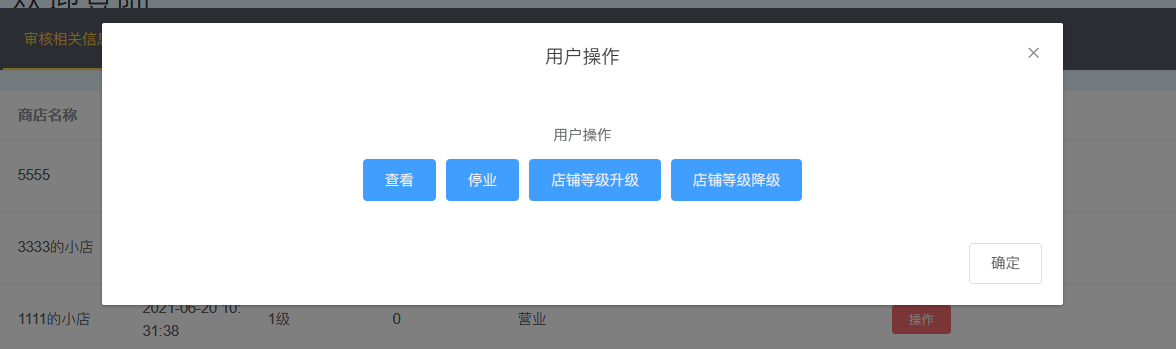 审核相关信息
用户操作
商店名称
用户操作
查看 停业 店铺等级升级 店铺等级降级
5555
3333的小店
确定
1111的小店 2021-06-20 10:31:38 1级 0 营业 操作